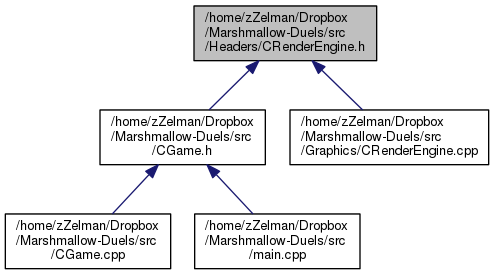 /home/zZelman/Dropbox
/Marshmallow-Duels/src
/Headers/CRenderEngine.h
/home/zZelman/Dropbox
/Marshmallow-Duels/src
/CGame.h
/home/zZelman/Dropbox
/Marshmallow-Duels/src
/Graphics/CRenderEngine.cpp
/home/zZelman/Dropbox
/Marshmallow-Duels/src
/CGame.cpp
/home/zZelman/Dropbox
/Marshmallow-Duels/src
/main.cpp